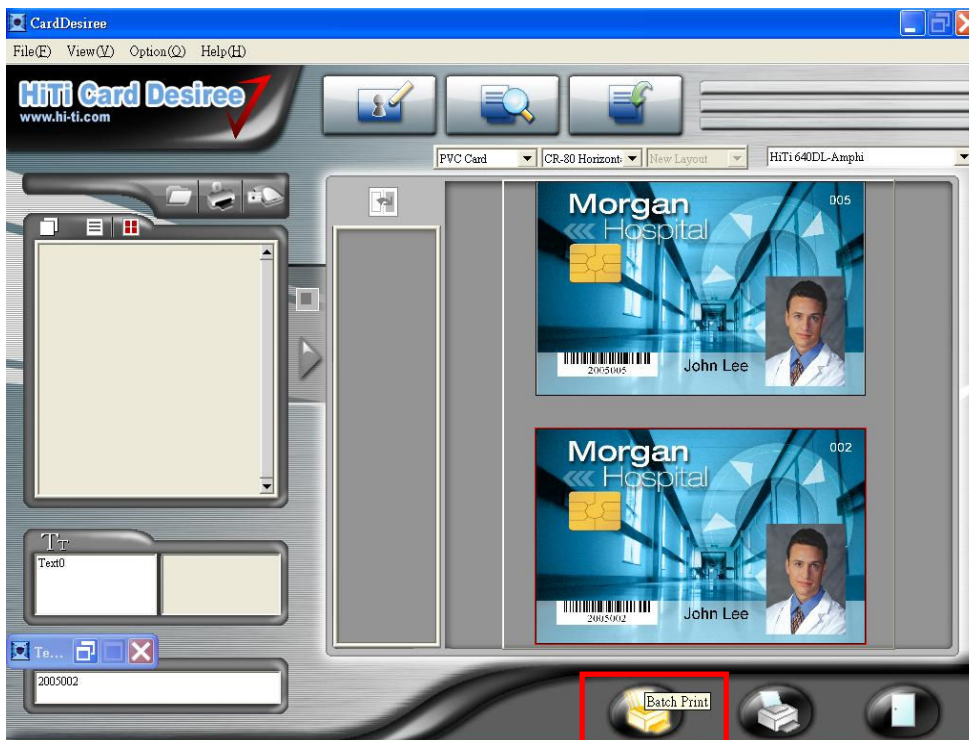 CardDesiree
File(F) View(V) Option(O) Help(H)
HiTi Card Desiree
www.hi-ti.com
PVC Card CR-80 Horizont: New Layout HiTi 640DL-Amphi
Morgan 005
Hospital
2005005 John Lee
Morgan 002
Hospital
2005002 John Lee
TT
Text0
Te...
2005002
Batch Print